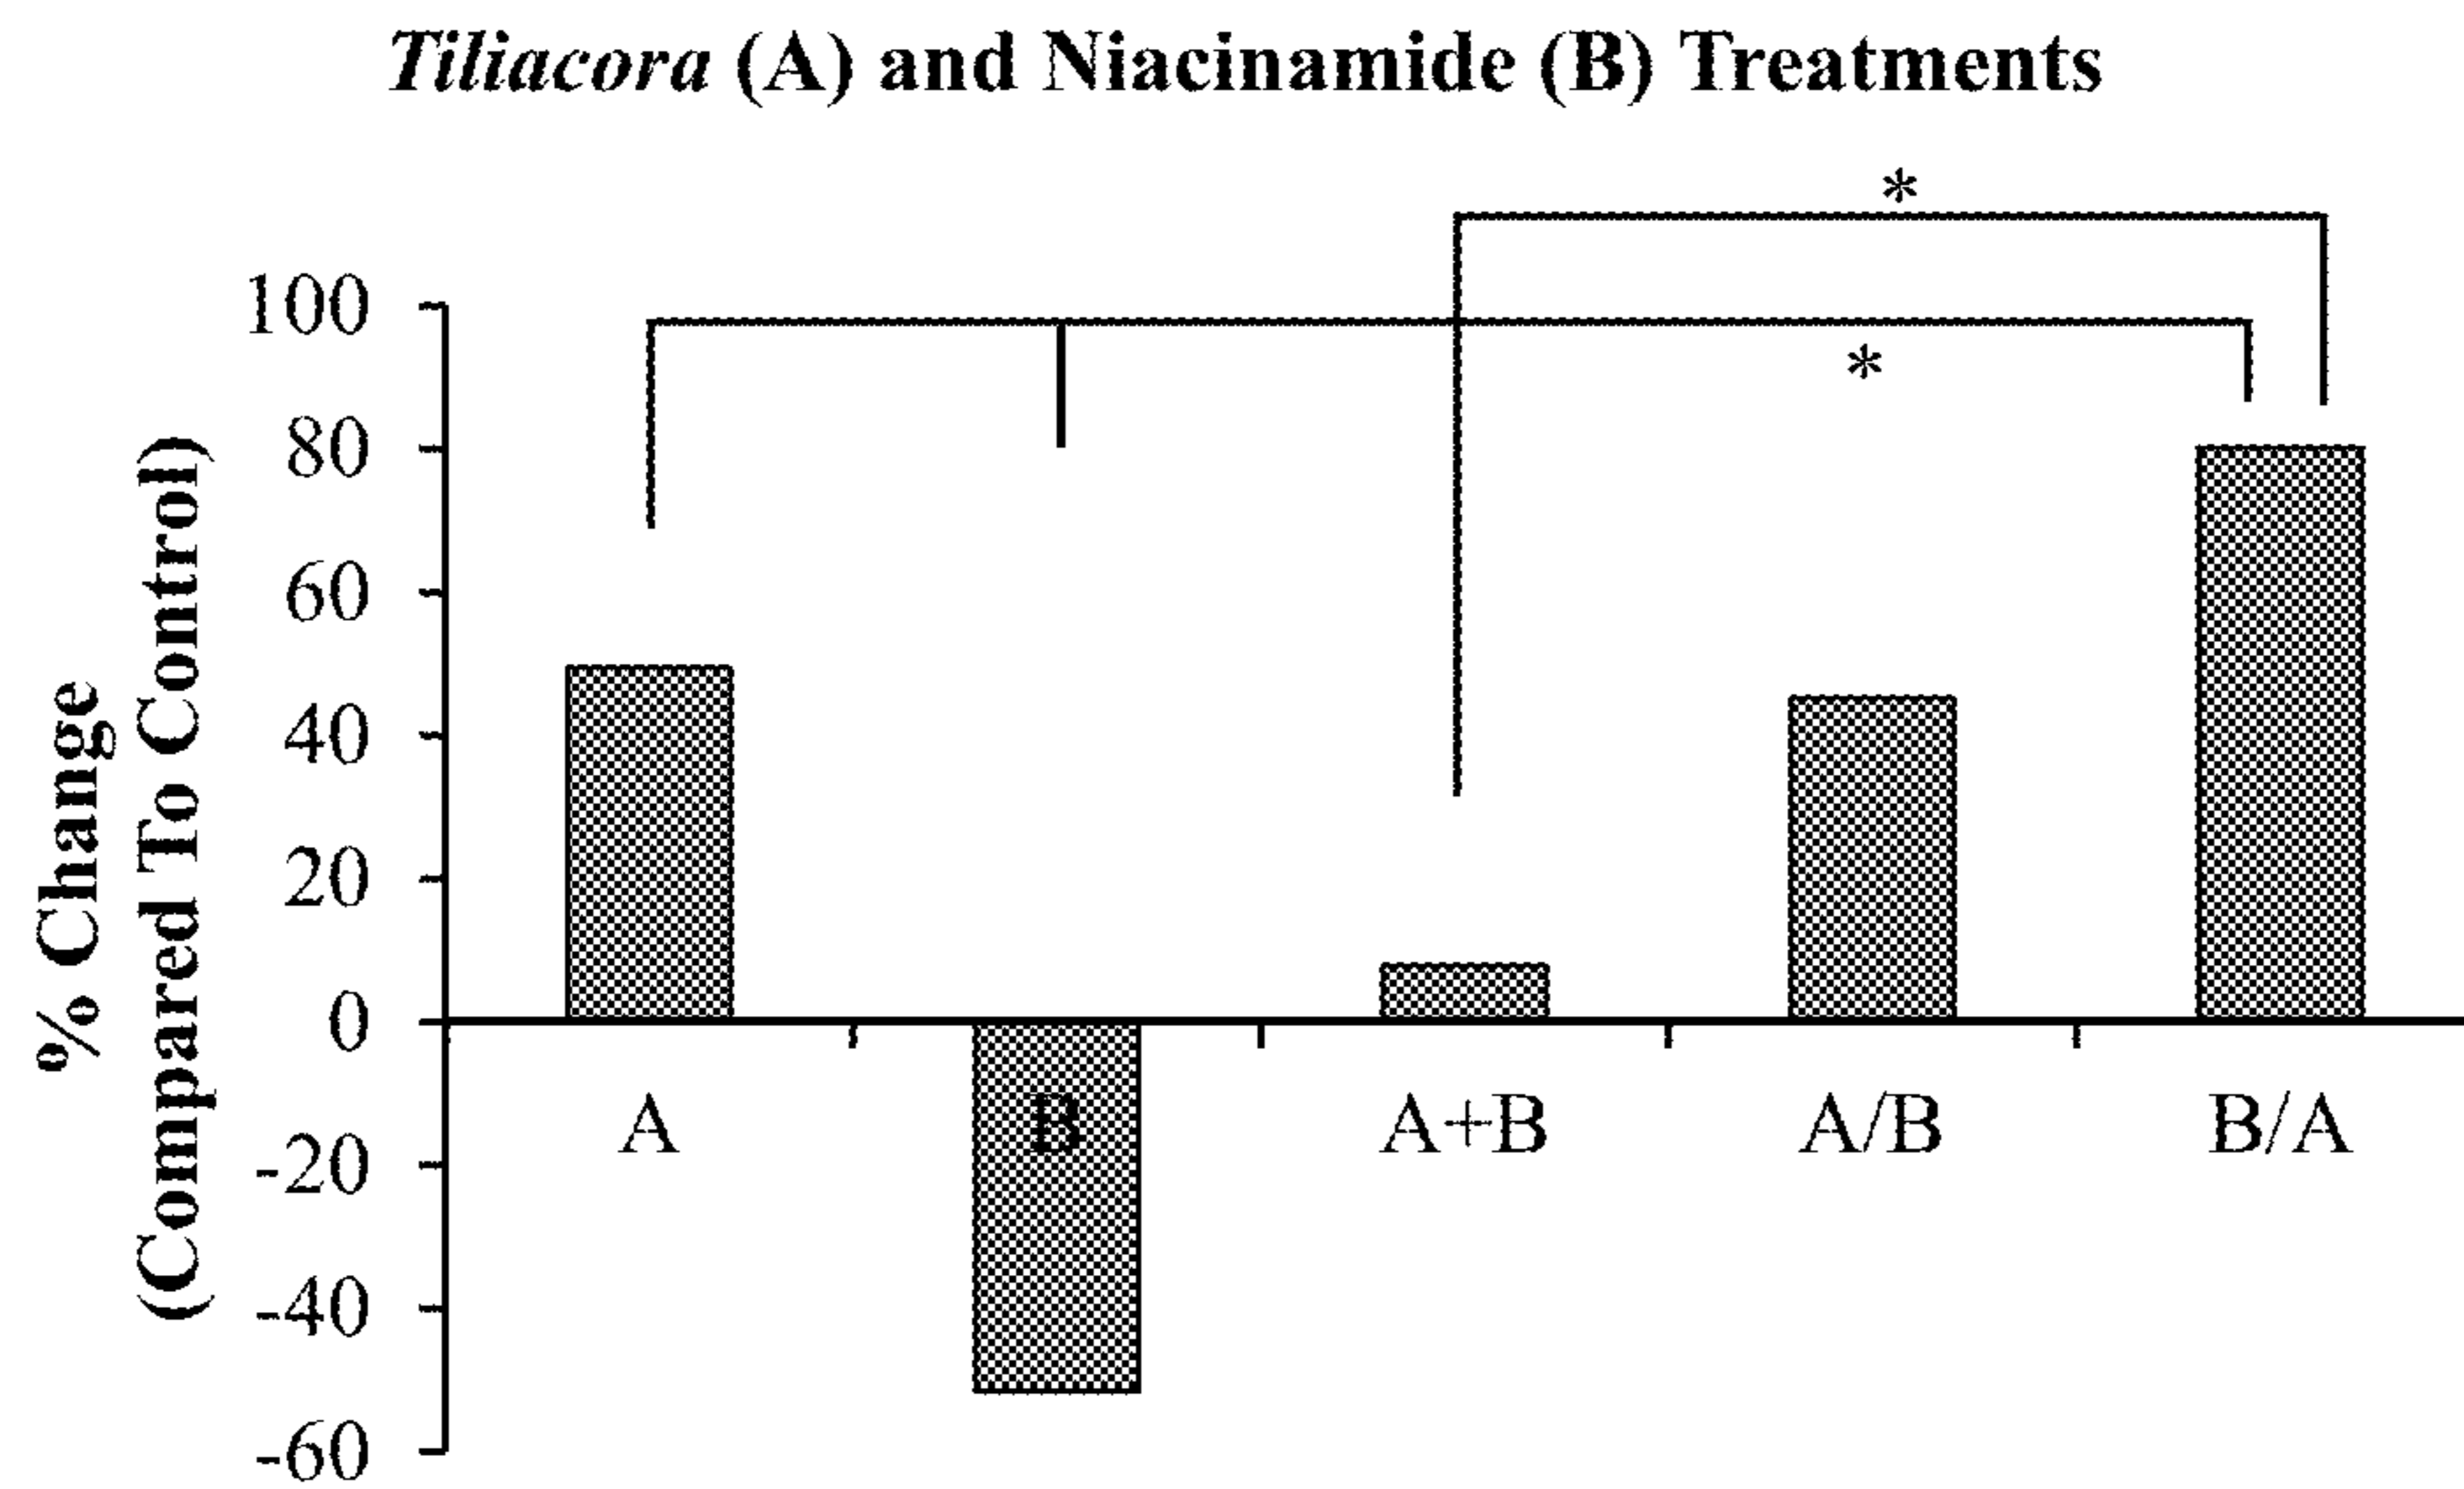 Tiliacora (A) and Niacinamide (B) Treatments
*
*
100
80
60
40
20
0
-20
-40
-60
% Change
(Compared To Control)
A B A+B A/B B/A